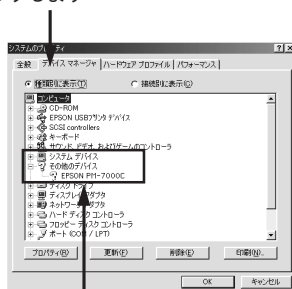 システムのプロパティ
全般 デバイス マネージャ ハードウェア プロファイル パフォーマンス
種類別に表示(T) 接続別に表示(C)
コンピュータ
CD-ROM
EPSON USBプリンタ デバイス
SCSI controllers
キーボード
サウンド、ビデオ、およびゲームのコントローラ
システム デバイス
その他のデバイス
EPSON PM-7000C
ディスク ドライブ
ディスプレイ アダプタ
ネットワーク アダプタ
ハード ディスク コントローラ
フロッピー ディスク コントローラ
ポート (COM / LPT)
プロパティ(R) 更新(F) 削除(E) 印刷(N)...
OK キャンセル